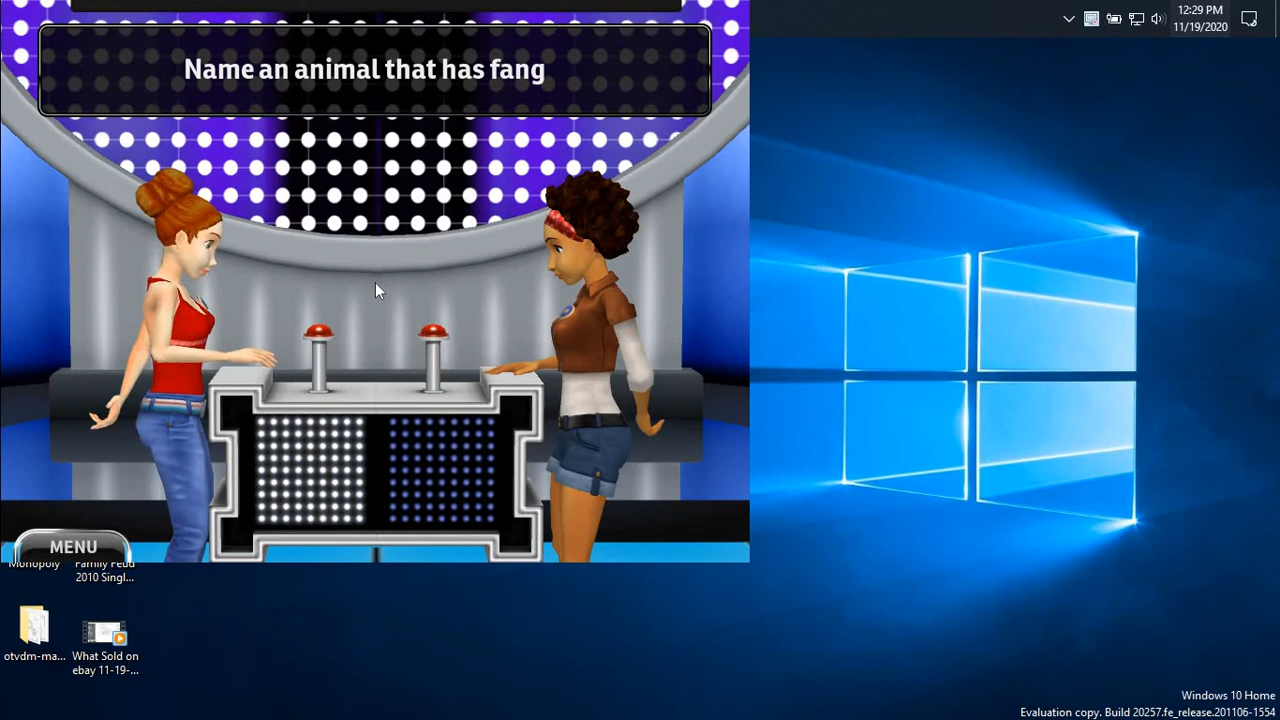 12:29 PM
11/19/2020
Name an animal that has fang
MENU
Monopoly
Family Feud
2010 Singl...
otvdm-ma...
What Sold on
ebay 11-19-...
Windows 10 Home
Evaluation copy. Build 20257.fe_release.201106-1554